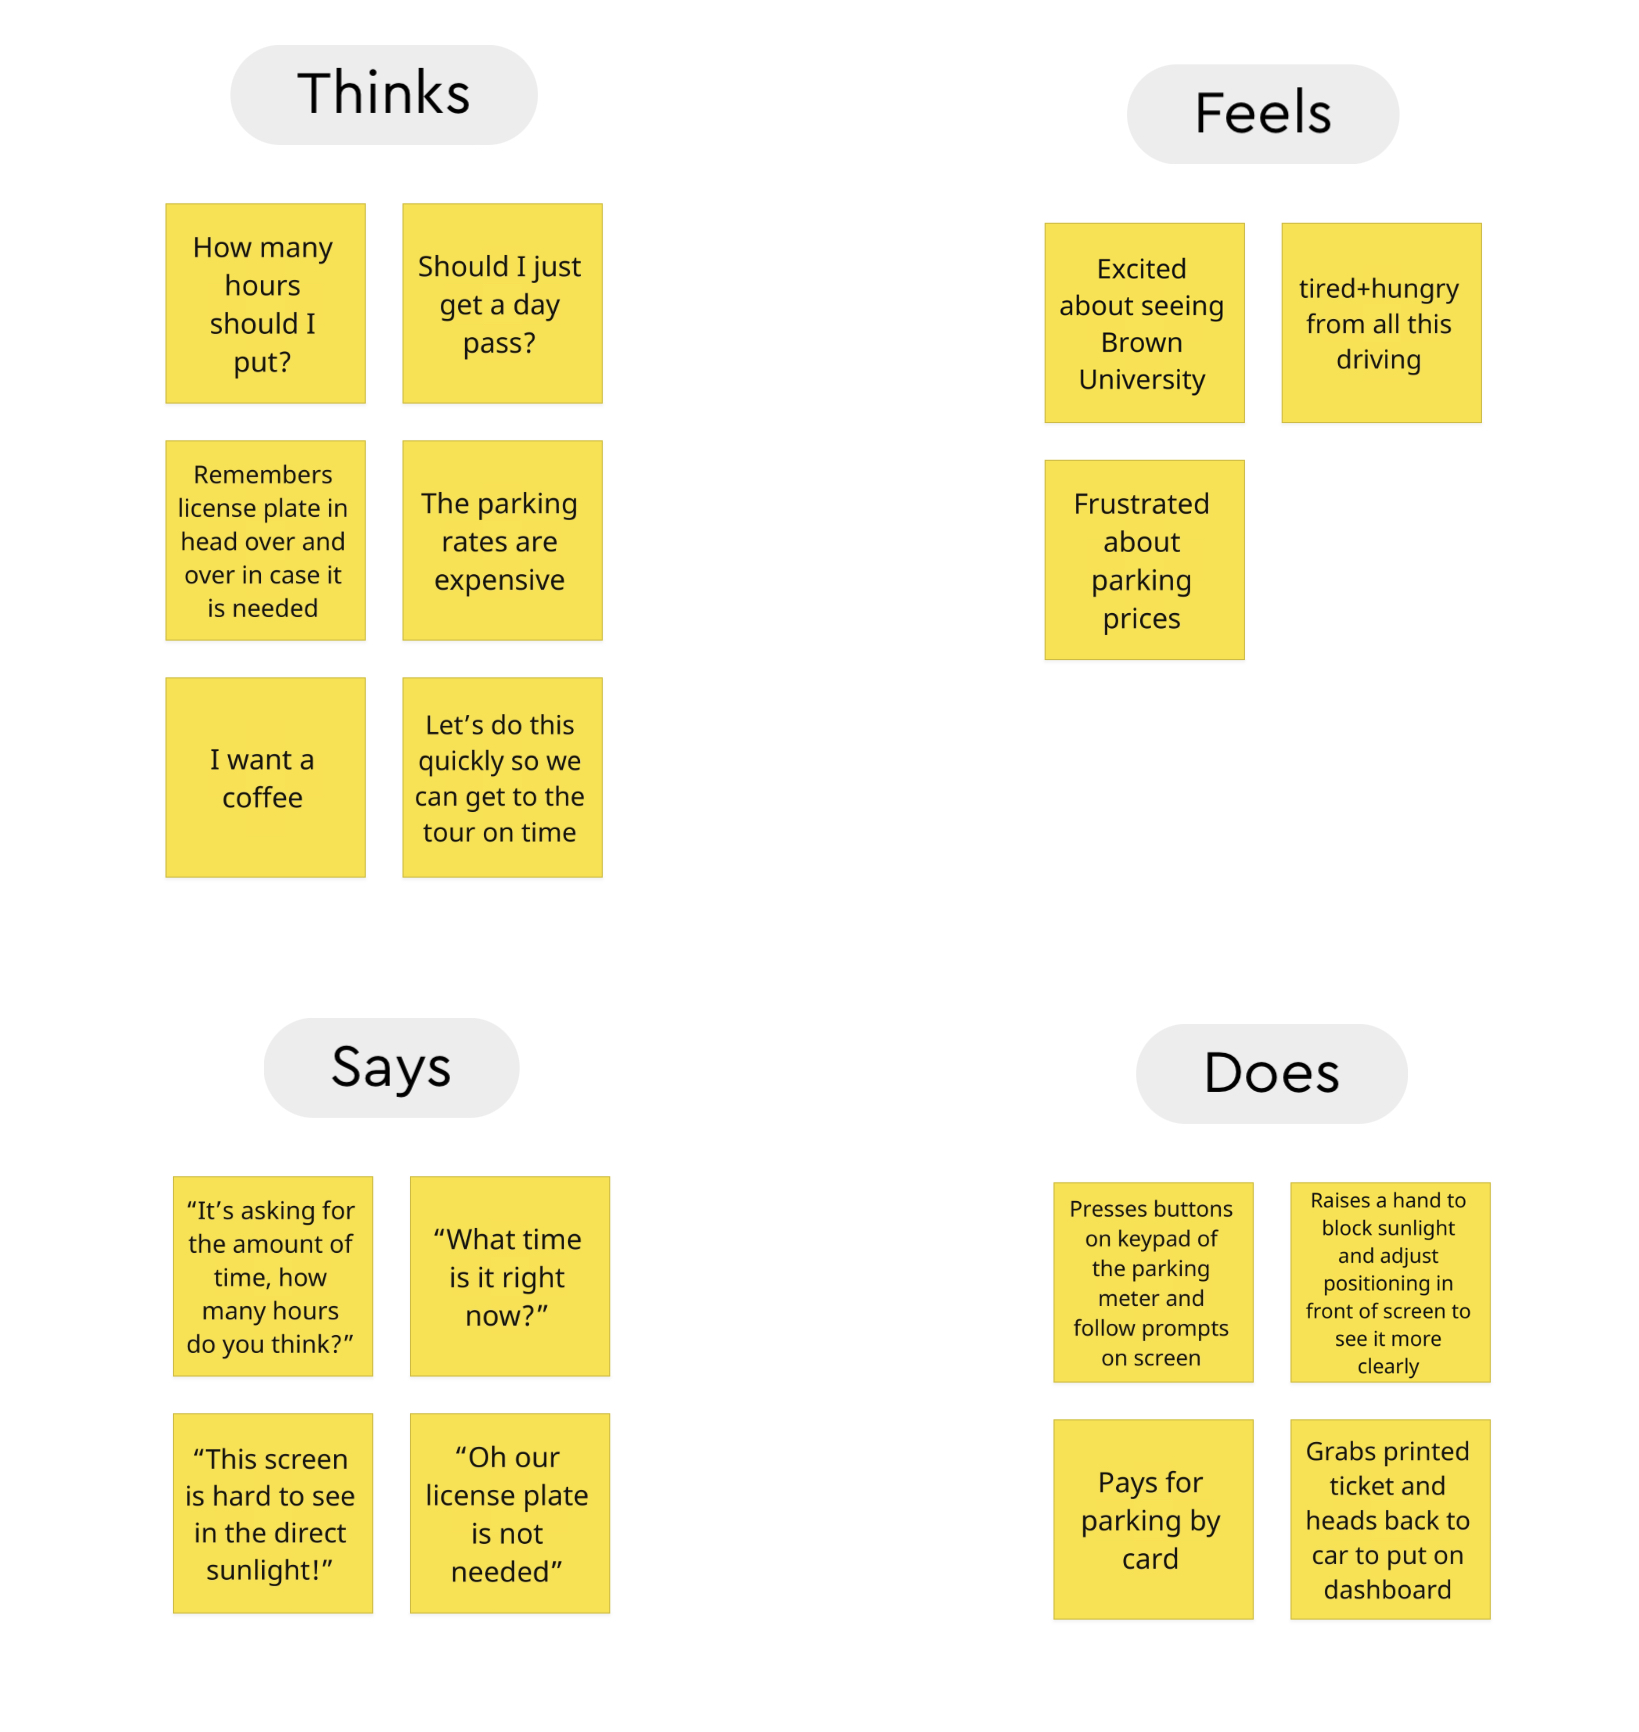 Thinks
How many
hours
should I
put?
Should I just
get a day
pass?
Remembers
license plate in
head over and
over in case it
is needed
The parking
rates are
expensive
I want a
coffee
Let’s do this
quickly so we
can get to the
tour on time
Feels
Excited
about seeing
Brown
University
tired+hungry
from all this
driving
Frustrated
about
parking
prices
Says
“It’s asking for
the amount of
time, how
many hours
do you think?”
“What time
is it right
now?”
“This screen
is hard to see
in the direct
sunlight!”
“Oh our
license plate
is not
needed”
Does
Presses buttons
on keypad of
the parking
meter and
follow prompts
on screen
Raises a hand to
block sunlight
and adjust
positioning in
front of screen to
see it more
clearly
Pays for
parking by
card
Grabs printed
ticket and
heads back to
car to put on
dashboard